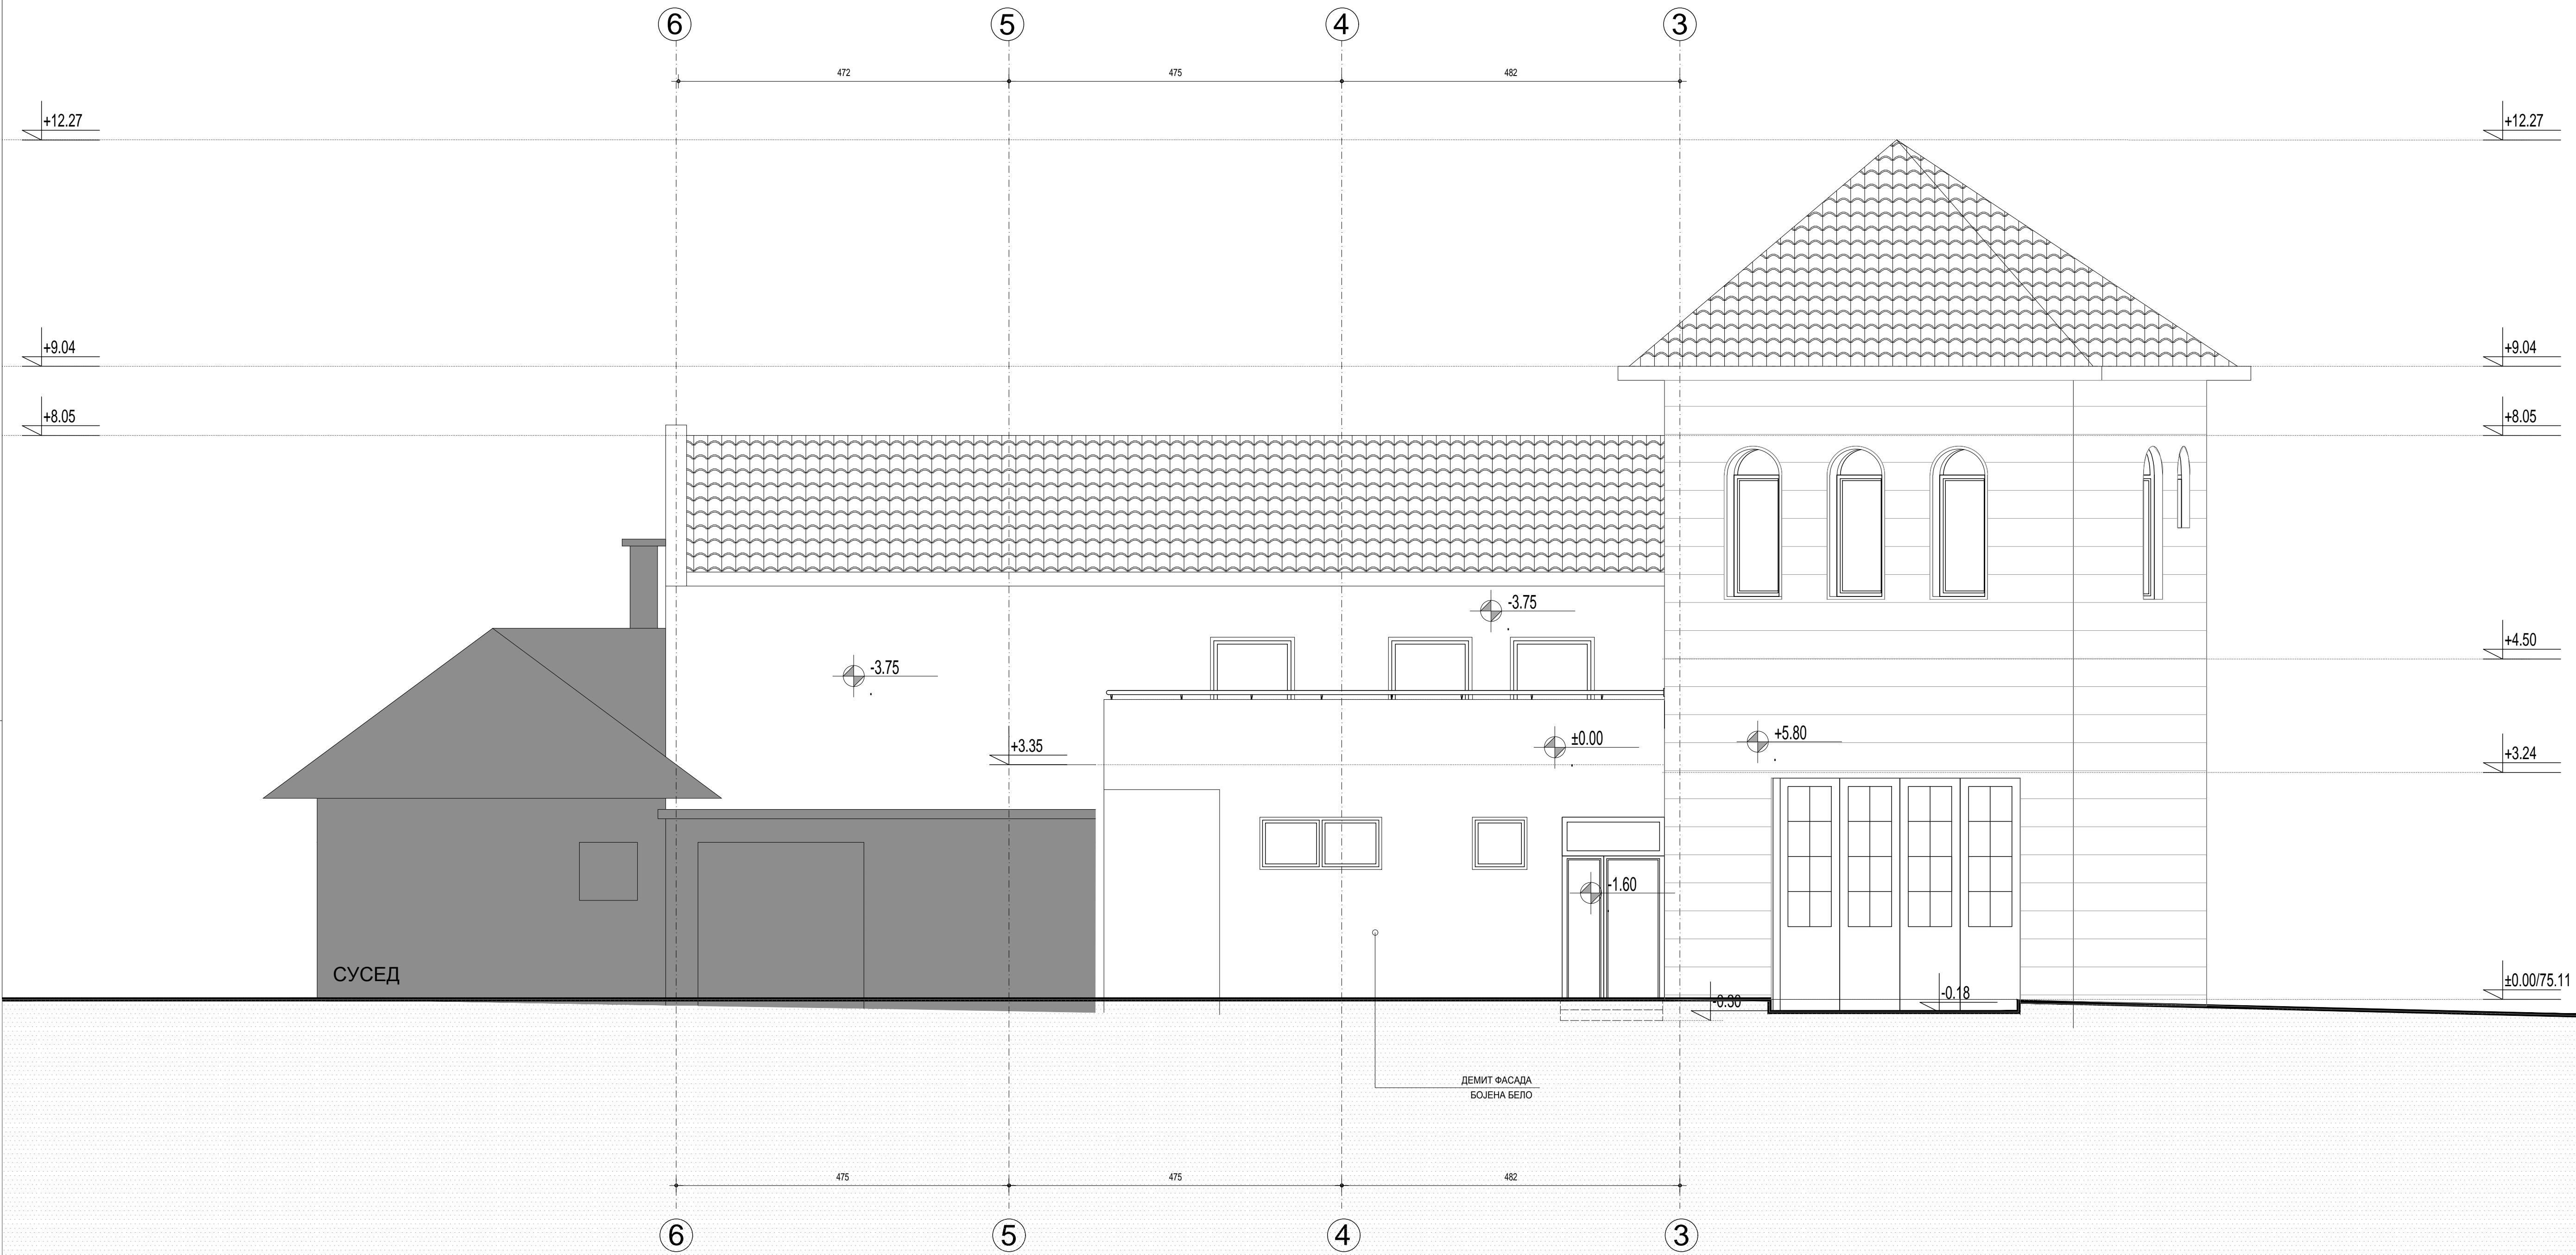 6 5 4 3
472 475 482
+12.27 +12.27
+9.04 +9.04
+8.05 +8.05
-3.75
+4.50
-3.75
±0.00 +5.80
+3.35 +3.24
-1.60
СУСЕД
-0.30 -0.18 ±0.00/75.11
ДЕМИТ ФАСАДА
БОЈЕНА БЕЛО
475 475 482
6 5 4 3